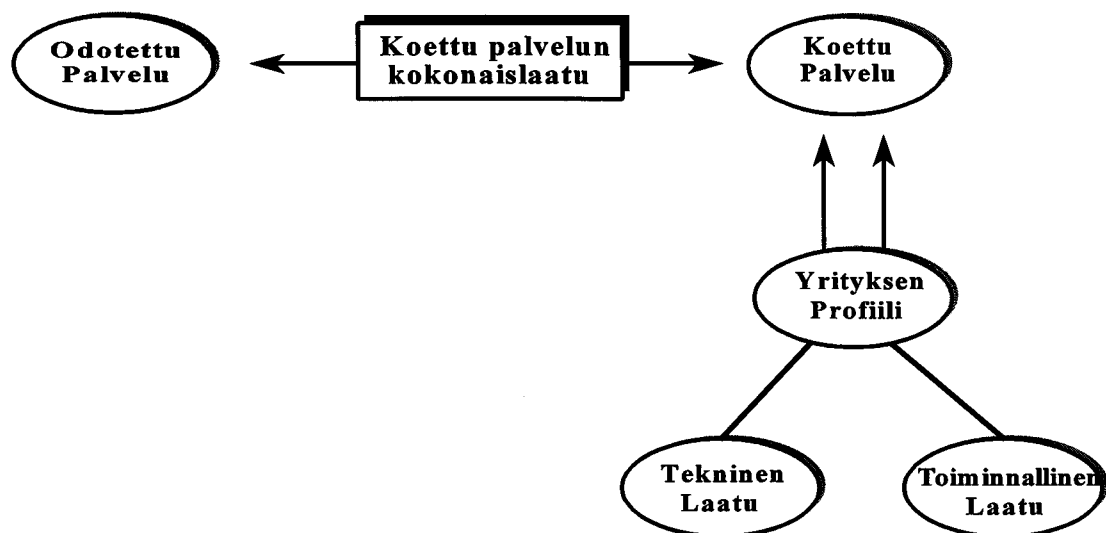 Odotettu
Palvelu
Koettu palvelun
kokonaislaatu
Koettu
Palvelu
Yrityksen
Profiili
Tekninen
Laatu
Toiminnallinen
Laatu